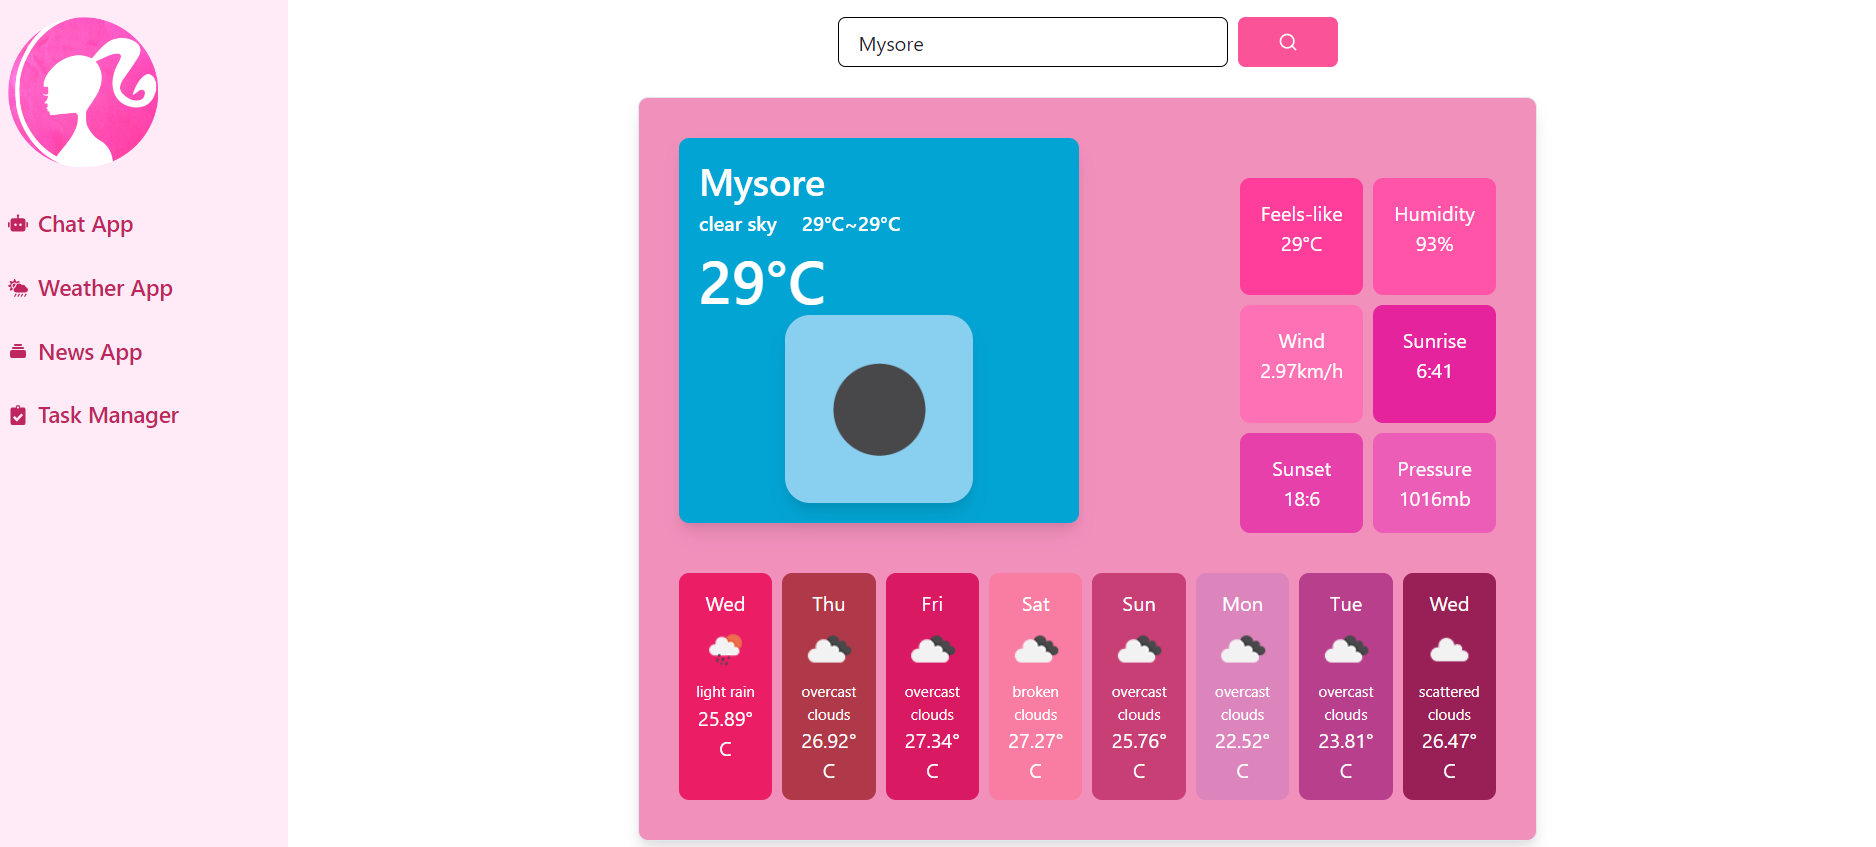 Mysore
Chat App
Weather App
News App
Task Manager
Mysore
clear sky 29°C~29°C
29°C
Feels-like
29°C
Humidity
93%
Wind
2.97km/h
Sunrise
6:41
Sunset
18:6
Pressure
1016mb
Wed
light rain
25.89°
C
Thu
overcast
clouds
26.92°
C
Fri
overcast
clouds
27.34°
C
Sat
broken
clouds
27.27°
C
Sun
overcast
clouds
25.76°
C
Mon
overcast
clouds
22.52°
C
Tue
overcast
clouds
23.81°
C
Wed
scattered
clouds
26.47°
C